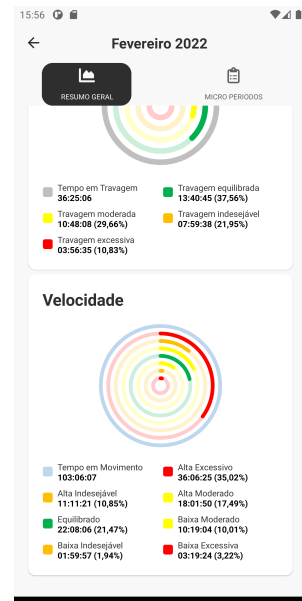 15:56
Fevereiro 2022
RESUMO GERAL
MICRO PERIODOS
Tempo em Travagem
36:25:06
Travagem equilibrada
13:40:45 (37,56%)
Travagem moderada
10:48:08 (29,66%)
Travagem indesejável
07:59:38 (21,95%)
Travagem excessiva
03:56:35 (10,83%)
Velocidade
Tempo em Movimento
103:06:07
Alta Excessivo
36:06:25 (35,02%)
Alta Indesejável
11:11:21 (10,85%)
Alta Moderado
18:01:50 (17,49%)
Equilibrado
22:08:06 (21,47%)
Baixa Moderado
10:19:04 (10,01%)
Baixa Indesejável
01:59:57 (1,94%)
Baixa Excessiva
03:19:24 (3,22%)